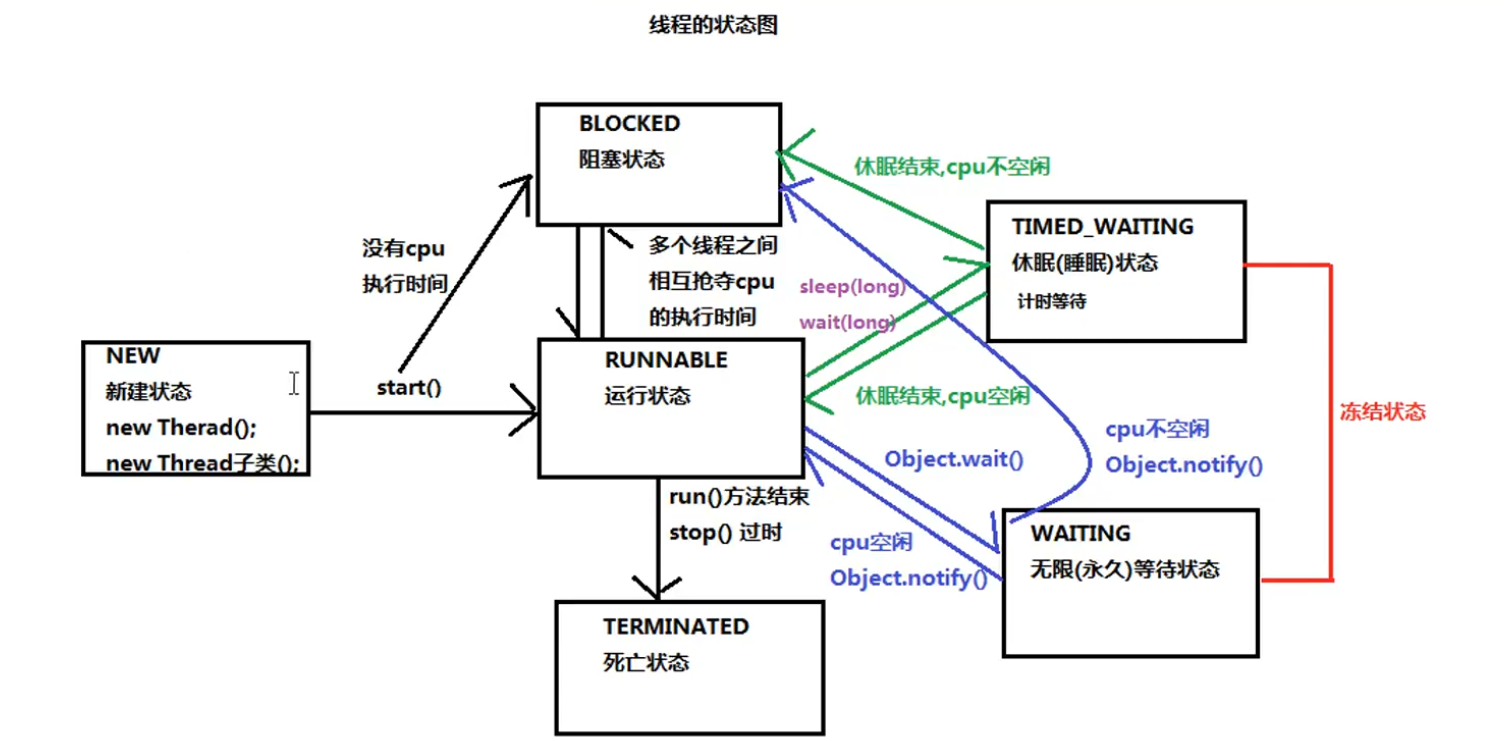 线程的状态图
BLOCKED
阻塞状态
休眠结束,cpu不空闲
没有cpu
执行时间
多个线程之间
相互抢夺cpu
的执行时间
sleep(long)
wait(long)
TIMED_WAITING
休眠(睡眠)状态
计时等待
NEW
新建状态
new Therad();
new Thread子类();
start()
RUNNABLE
运行状态
休眠结束,cpu空闲
冻结状态
Object.wait()
cpu不空闲
Object.notify()
run()方法结束
stop() 过时
cpu空闲
Object.notify()
WAITING
无限(永久)等待状态
TERMINATED
死亡状态